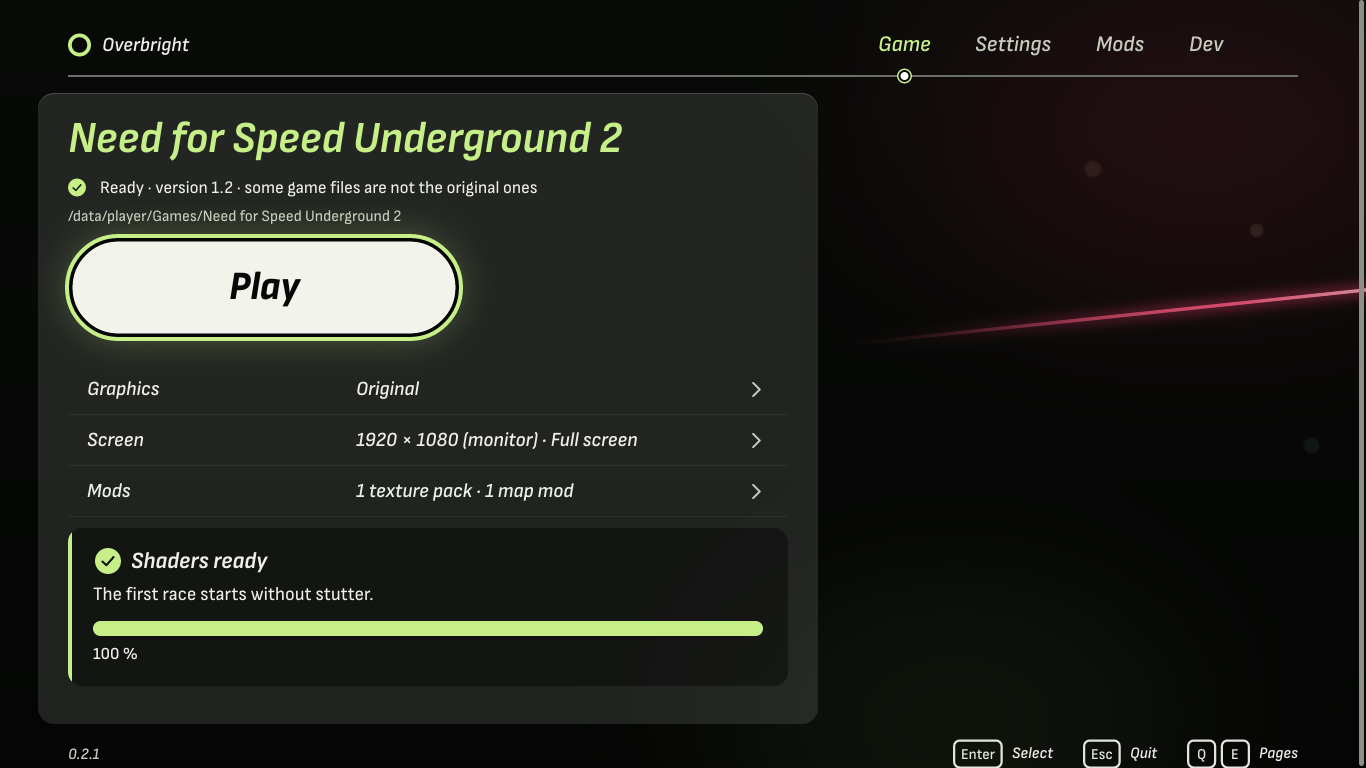 Overbright
Game Settings Mods Dev
Need for Speed Underground 2
Ready · version 1.2 · some game files are not the original ones
/data/player/Games/Need for Speed Underground 2
Play
Graphics Original
Screen 1920 × 1080 (monitor) · Full screen
Mods 1 texture pack · 1 map mod
Shaders ready
The first race starts without stutter.
100 %
0.2.1 Enter Select Esc Quit Q E Pages